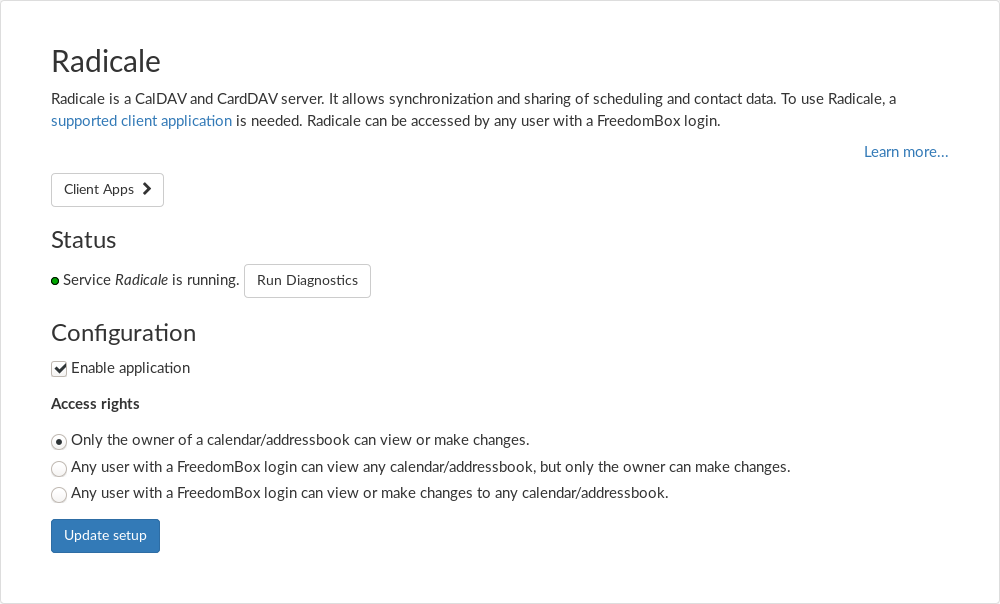 Radicale
Radicale is a CalDAV and CardDAV server. It allows synchronization and sharing of scheduling and contact data. To use Radicale, a
supported client application is needed. Radicale can be accessed by any user with a FreedomBox login.
Learn more...
Client Apps
Status
Service Radicale is running. Run Diagnostics
Configuration
Enable application
Access rights
Only the owner of a calendar/addressbook can view or make changes.
Any user with a FreedomBox login can view any calendar/addressbook, but only the owner can make changes.
Any user with a FreedomBox login can view or make changes to any calendar/addressbook.
Update setup